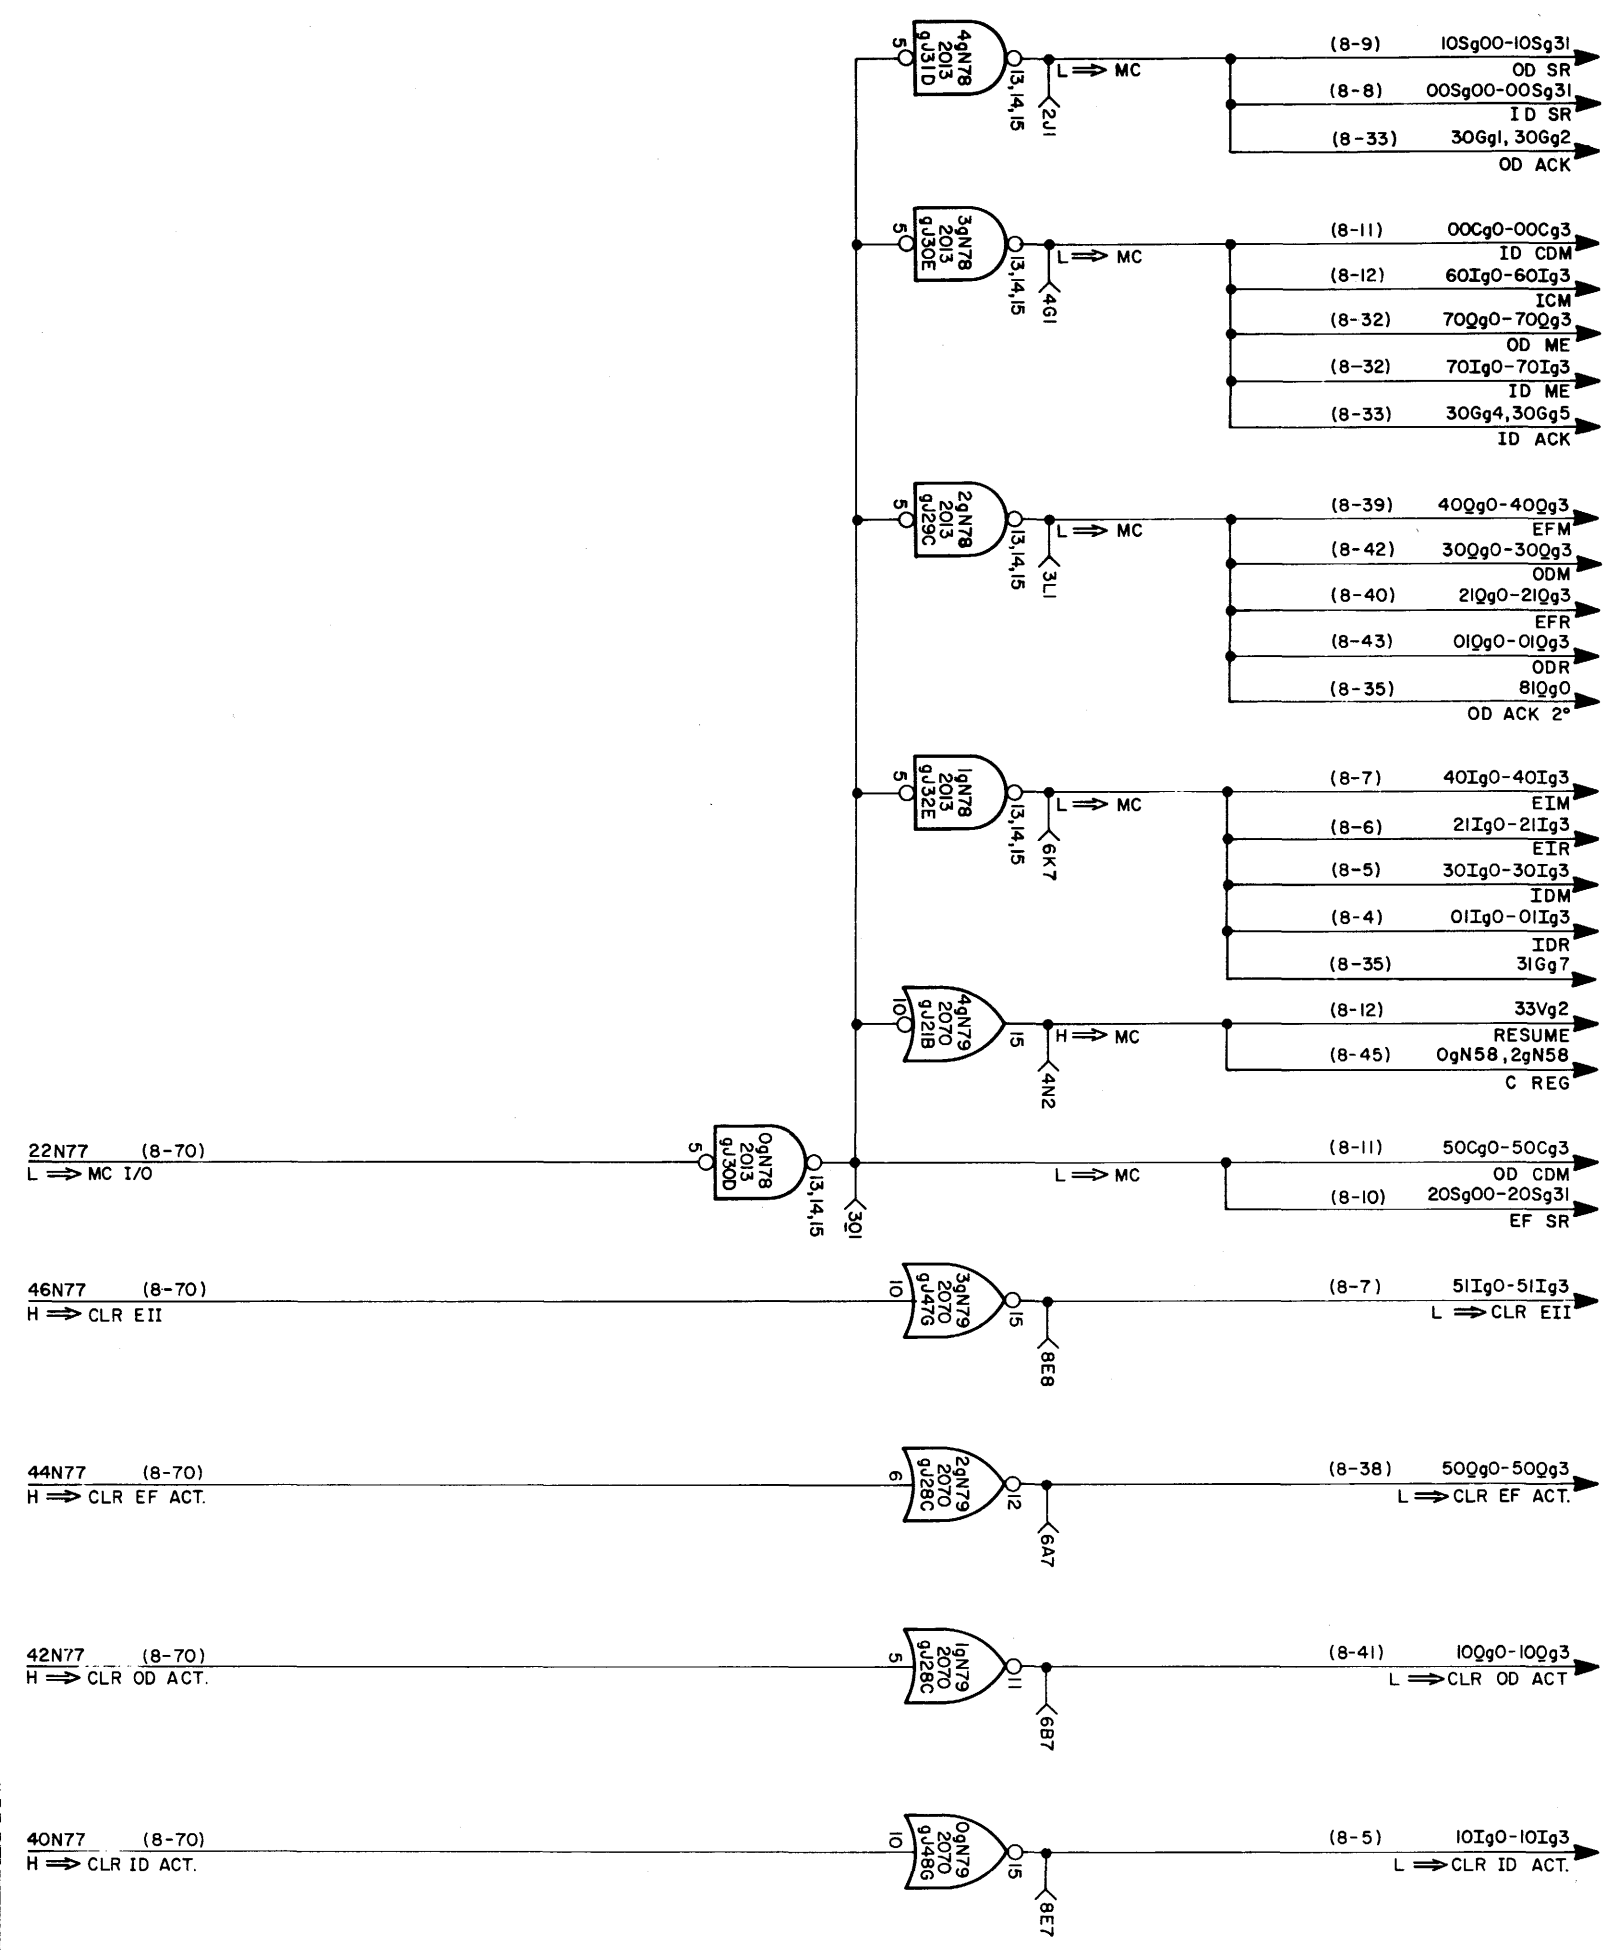 5
4gN78
2013
gJ31D
13,14,15
2J1
L ⟹ MC
(8-9) 10Sg00-10Sg31
OD SR
(8-8) 00Sg00-00Sg31
ID SR
(8-33) 30Gg1, 30Gg2
OD ACK
5
3gN78
2013
gJ30E
13,14,15
4G1
L ⟹ MC
(8-11) 00Cg0-00Cg3
ID CDM
(8-12) 60Ig0-60Ig3
ICM
(8-32) 70Qg0-70Qg3
OD ME
(8-32) 70Ig0-70Ig3
ID ME
(8-33) 30Gg4,30Gg5
ID ACK
5
2gN78
2013
gJ29C
13,14,15
3L1
L ⟹ MC
(8-39) 40Qg0-40Qg3
EFM
(8-42) 30Qg0-30Qg3
ODM
(8-40) 21Qg0-21Qg3
EFR
(8-43) 01Qg0-01Qg3
ODR
(8-35) 81Qg0
OD ACK 2°
5
1gN78
2013
gJ32E
13,14,15
6K7
L ⟹ MC
(8-7) 40Ig0-40Ig3
EIM
(8-6) 21Ig0-21Ig3
EIR
(8-5) 30Ig0-30Ig3
IDM
(8-4) 01Ig0-01Ig3
IDR
(8-35) 31Gg7
10
4gN79
2070
gJ21B
15
4N2
H ⟹ MC
(8-12) 33Vg2
RESUME
(8-45) 0gN58,2gN58
C REG
22N77 (8-70)
L ⟹ MC I/O
5
0gN78
2013
gJ30D
13,14,15
3O1
L ⟹ MC
(8-11) 50Cg0-50Cg3
OD CDM
(8-10) 20Sg00-20Sg31
EF SR
46N77 (8-70)
H ⟹ CLR EII
10
3gN79
2070
gJ47G
15
8E8
(8-7) 51Ig0-51Ig3
L ⟹ CLR EII
44N77 (8-70)
H ⟹ CLR EF ACT.
6
2gN79
2070
gJ28C
12
6A7
(8-38) 50Qg0-50Qg3
L ⟹ CLR EF ACT.
42N77 (8-70)
H ⟹ CLR OD ACT.
5
1gN79
2070
gJ28C
11
6B7
(8-41) 10Qg0-10Qg3
L ⟹ CLR OD ACT
40N77 (8-70)
H ⟹ CLR ID ACT.
10
0gN79
2070
gJ48G
15
8E7
(8-5) 10Ig0-10Ig3
L ⟹ CLR ID ACT.